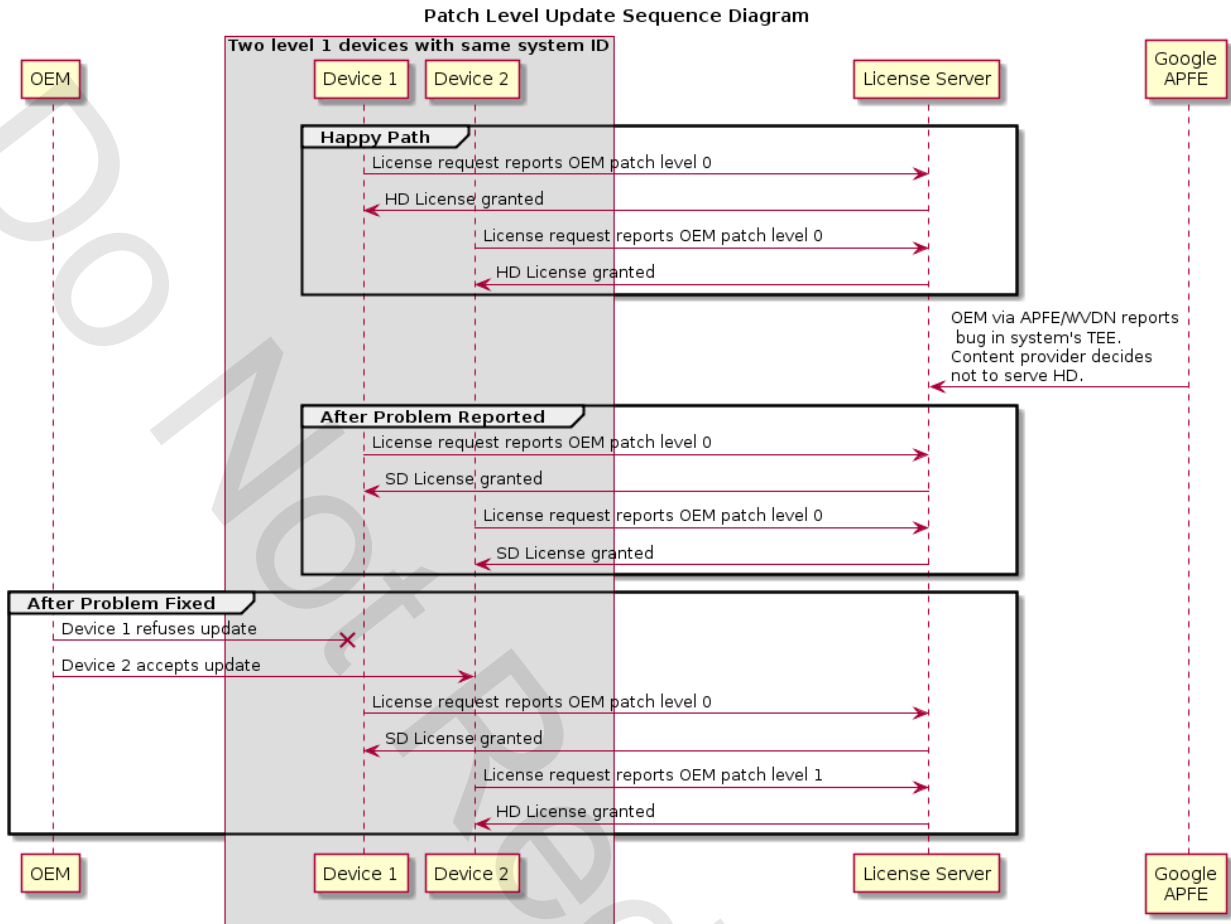 Patch Level Update Sequence Diagram
Two level 1 devices with same system ID
OEM
Device 1
Device 2
License Server
Google
APFE
Happy Path
License request reports OEM patch level 0
HD License granted
License request reports OEM patch level 0
HD License granted
OEM via APFE/WVDN reports
bug in system's TEE.
Content provider decides
not to serve HD.
After Problem Reported
License request reports OEM patch level 0
SD License granted
License request reports OEM patch level 0
SD License granted
After Problem Fixed
Device 1 refuses update
Device 2 accepts update
License request reports OEM patch level 0
SD License granted
License request reports OEM patch level 1
HD License granted
OEM
Device 1
Device 2
License Server
Google
APFE
Do Not